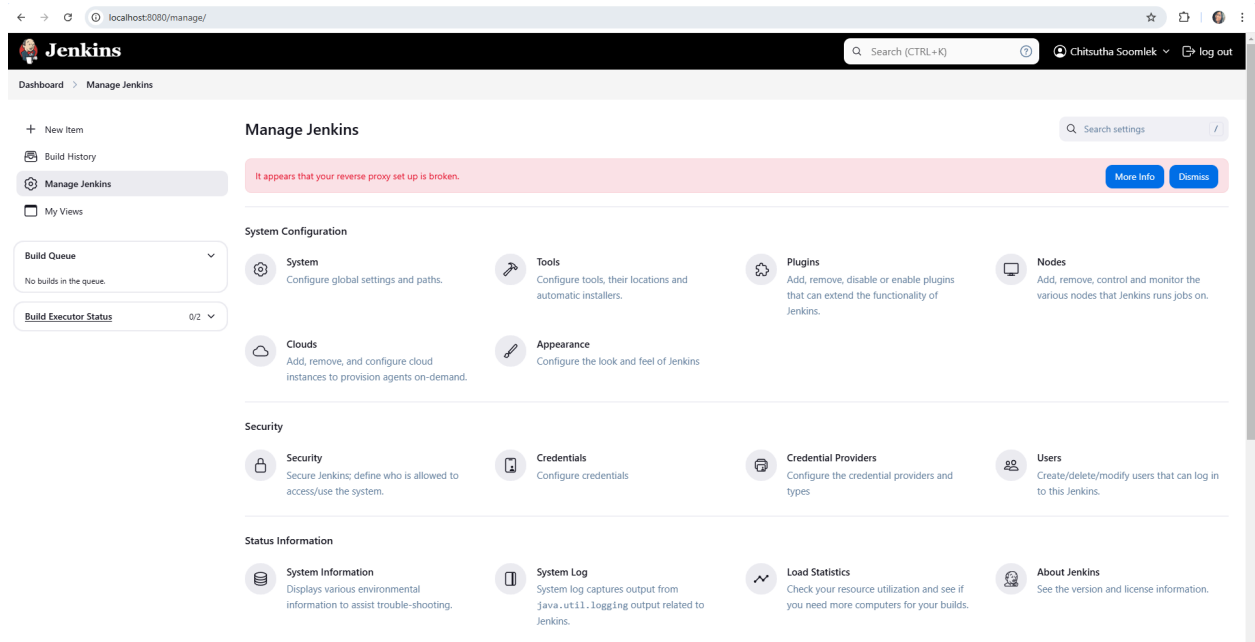 localhost:8080/manage/
Jenkins
Search (CTRL+K)
Chitsutha Soomlek
log out
Dashboard > Manage Jenkins
New Item
Build History
Manage Jenkins
My Views
Build Queue
No builds in the queue.
Build Executor Status 0/2
Manage Jenkins
Search settings /
It appears that your reverse proxy set up is broken.
More Info
Dismiss
System Configuration
System
Configure global settings and paths.
Tools
Configure tools, their locations and
automatic installers.
Plugins
Add, remove, disable or enable plugins
that can extend the functionality of
Jenkins.
Nodes
Add, remove, control and monitor the
various nodes that Jenkins runs jobs on.
Clouds
Add, remove, and configure cloud
instances to provision agents on-demand.
Appearance
Configure the look and feel of Jenkins
Security
Security
Secure Jenkins; define who is allowed to
access/use the system.
Credentials
Configure credentials
Credential Providers
Configure the credential providers and
types
Users
Create/delete/modify users that can log in
to this Jenkins.
Status Information
System Information
Displays various environmental
information to assist trouble-shooting.
System Log
System log captures output from
java.util.logging output related to
Jenkins.
Load Statistics
Check your resource utilization and see if
you need more computers for your builds.
About Jenkins
See the version and license information.